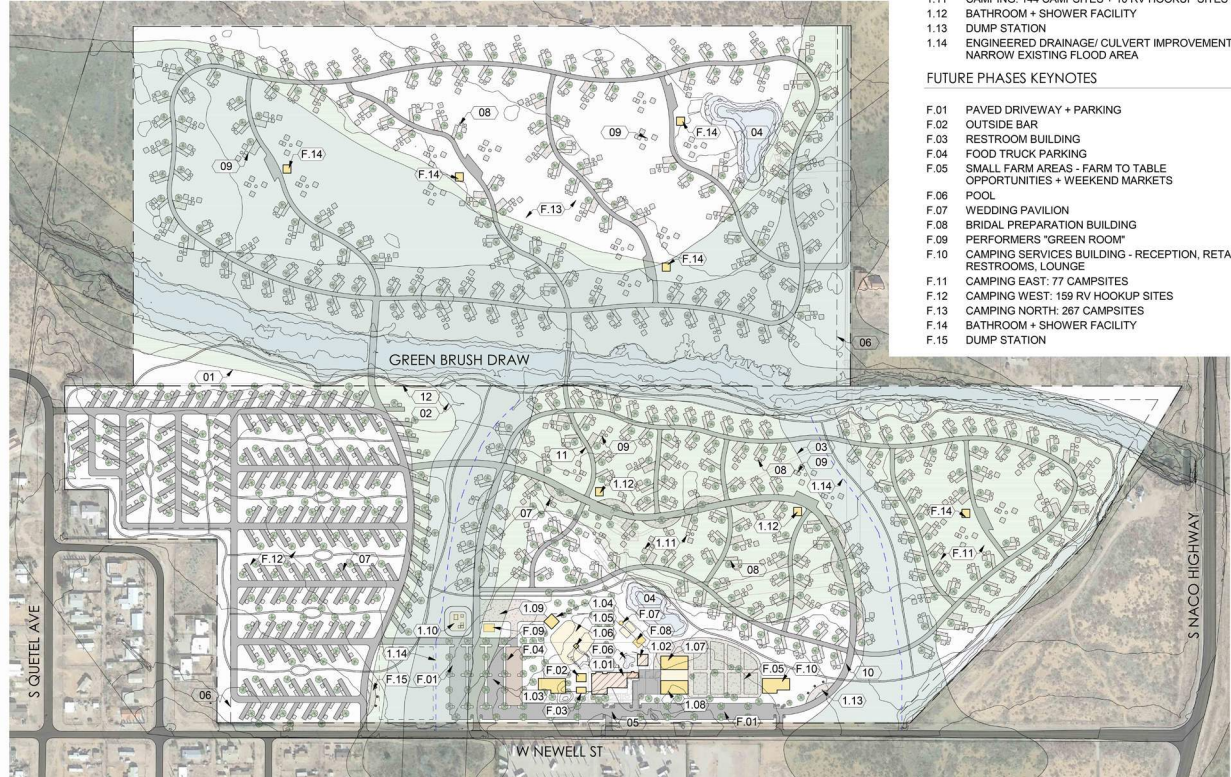 1.11 CAMPING: 144 CAMPSITES + 16 RV HOOKUP SITES
1.12 BATHROOM + SHOWER FACILITY
1.13 DUMP STATION
1.14 ENGINEERED DRAINAGE/ CULVERT IMPROVEMENT
NARROW EXISTING FLOOD AREA
FUTURE PHASES KEYNOTES
F.01 PAVED DRIVEWAY + PARKING
F.02 OUTSIDE BAR
F.03 RESTROOM BUILDING
F.04 FOOD TRUCK PARKING
F.05 SMALL FARM AREAS - FARM TO TABLE
OPPORTUNITIES + WEEKEND MARKETS
F.06 POOL
F.07 WEDDING PAVILION
F.08 BRIDAL PREPARATION BUILDING
F.09 PERFORMERS "GREEN ROOM"
F.10 CAMPING SERVICES BUILDING - RECEPTION, RETA
RESTROOMS, LOUNGE
F.11 CAMPING EAST: 77 CAMPSITES
F.12 CAMPING WEST: 159 RV HOOKUP SITES
F.13 CAMPING NORTH: 267 CAMPSITES
F.14 BATHROOM + SHOWER FACILITY
F.15 DUMP STATION
08
09
F.14
04
09
F.14
F.14
F.13
F.14
06
GREEN BRUSH DRAW
01
12
02
11
09
03
08
09
1.14
1.12
07
1.12
F.14
1.11
F.11
F.12
07
08
04
1.09
1.04
1.05
F.07
1.10
F.09
1.06
F.08
1.14
F.04
F.06
1.02
1.07
F.15
F.01
F.02
1.01
F.05
F.10
10
06
1.03
1.13
F.03
1.08
05
F.01
W NEWELL ST
S QUETEL AVE
S NACO HIGHWAY